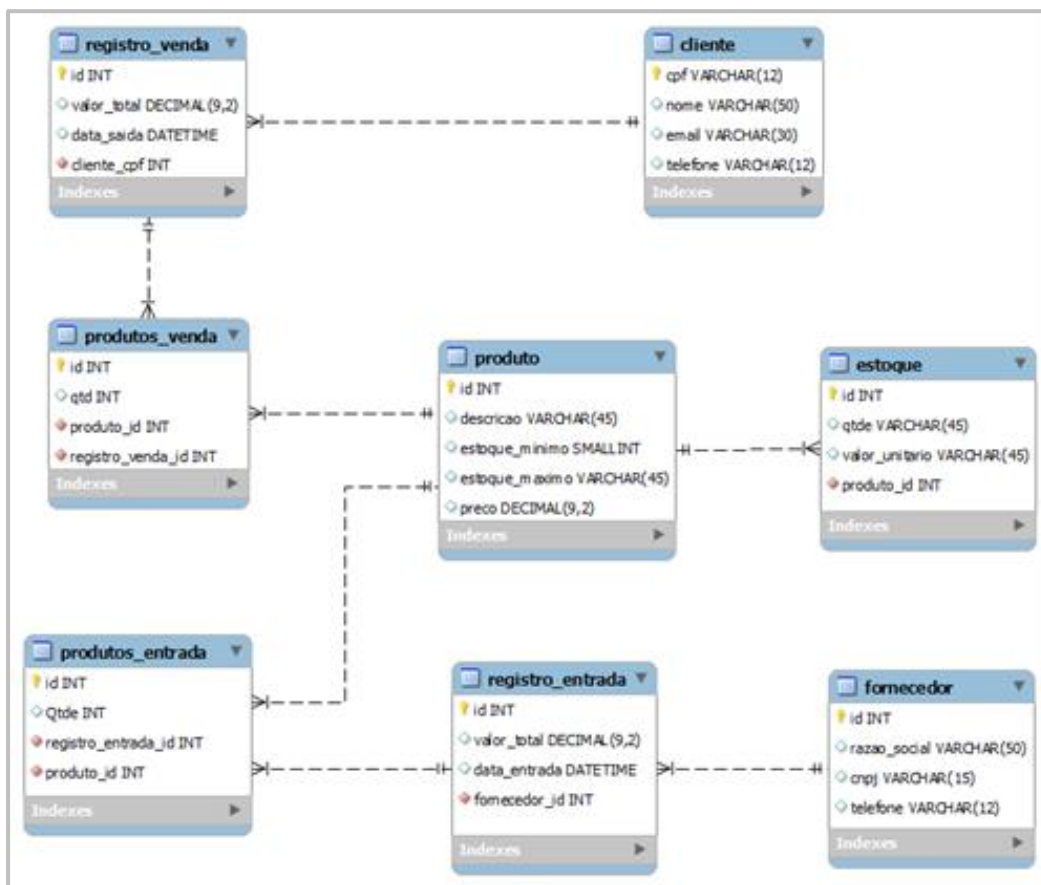 registro_venda
id INT
valor_total DECIMAL(9,2)
data_saida DATETIME
cliente_cpf INT
Indexes
cliente
cpf VARCHAR(12)
nome VARCHAR(50)
email VARCHAR(30)
telefone VARCHAR(12)
Indexes
produtos_venda
id INT
qtd INT
produto_id INT
registro_venda_id INT
Indexes
produto
id INT
descricao VARCHAR(45)
estoque_minimo SMALLINT
estoque_maximo VARCHAR(45)
preco DECIMAL(9,2)
Indexes
estoque
id INT
qtde VARCHAR(45)
valor_unitario VARCHAR(45)
produto_id INT
Indexes
produtos_entrada
id INT
Qtde INT
registro_entrada_id INT
produto_id INT
Indexes
registro_entrada
id INT
valor_total DECIMAL(9,2)
data_entrada DATETIME
fornecedor_id INT
Indexes
fornecedor
id INT
razao_social VARCHAR(50)
cnpj VARCHAR(15)
telefone VARCHAR(12)
Indexes